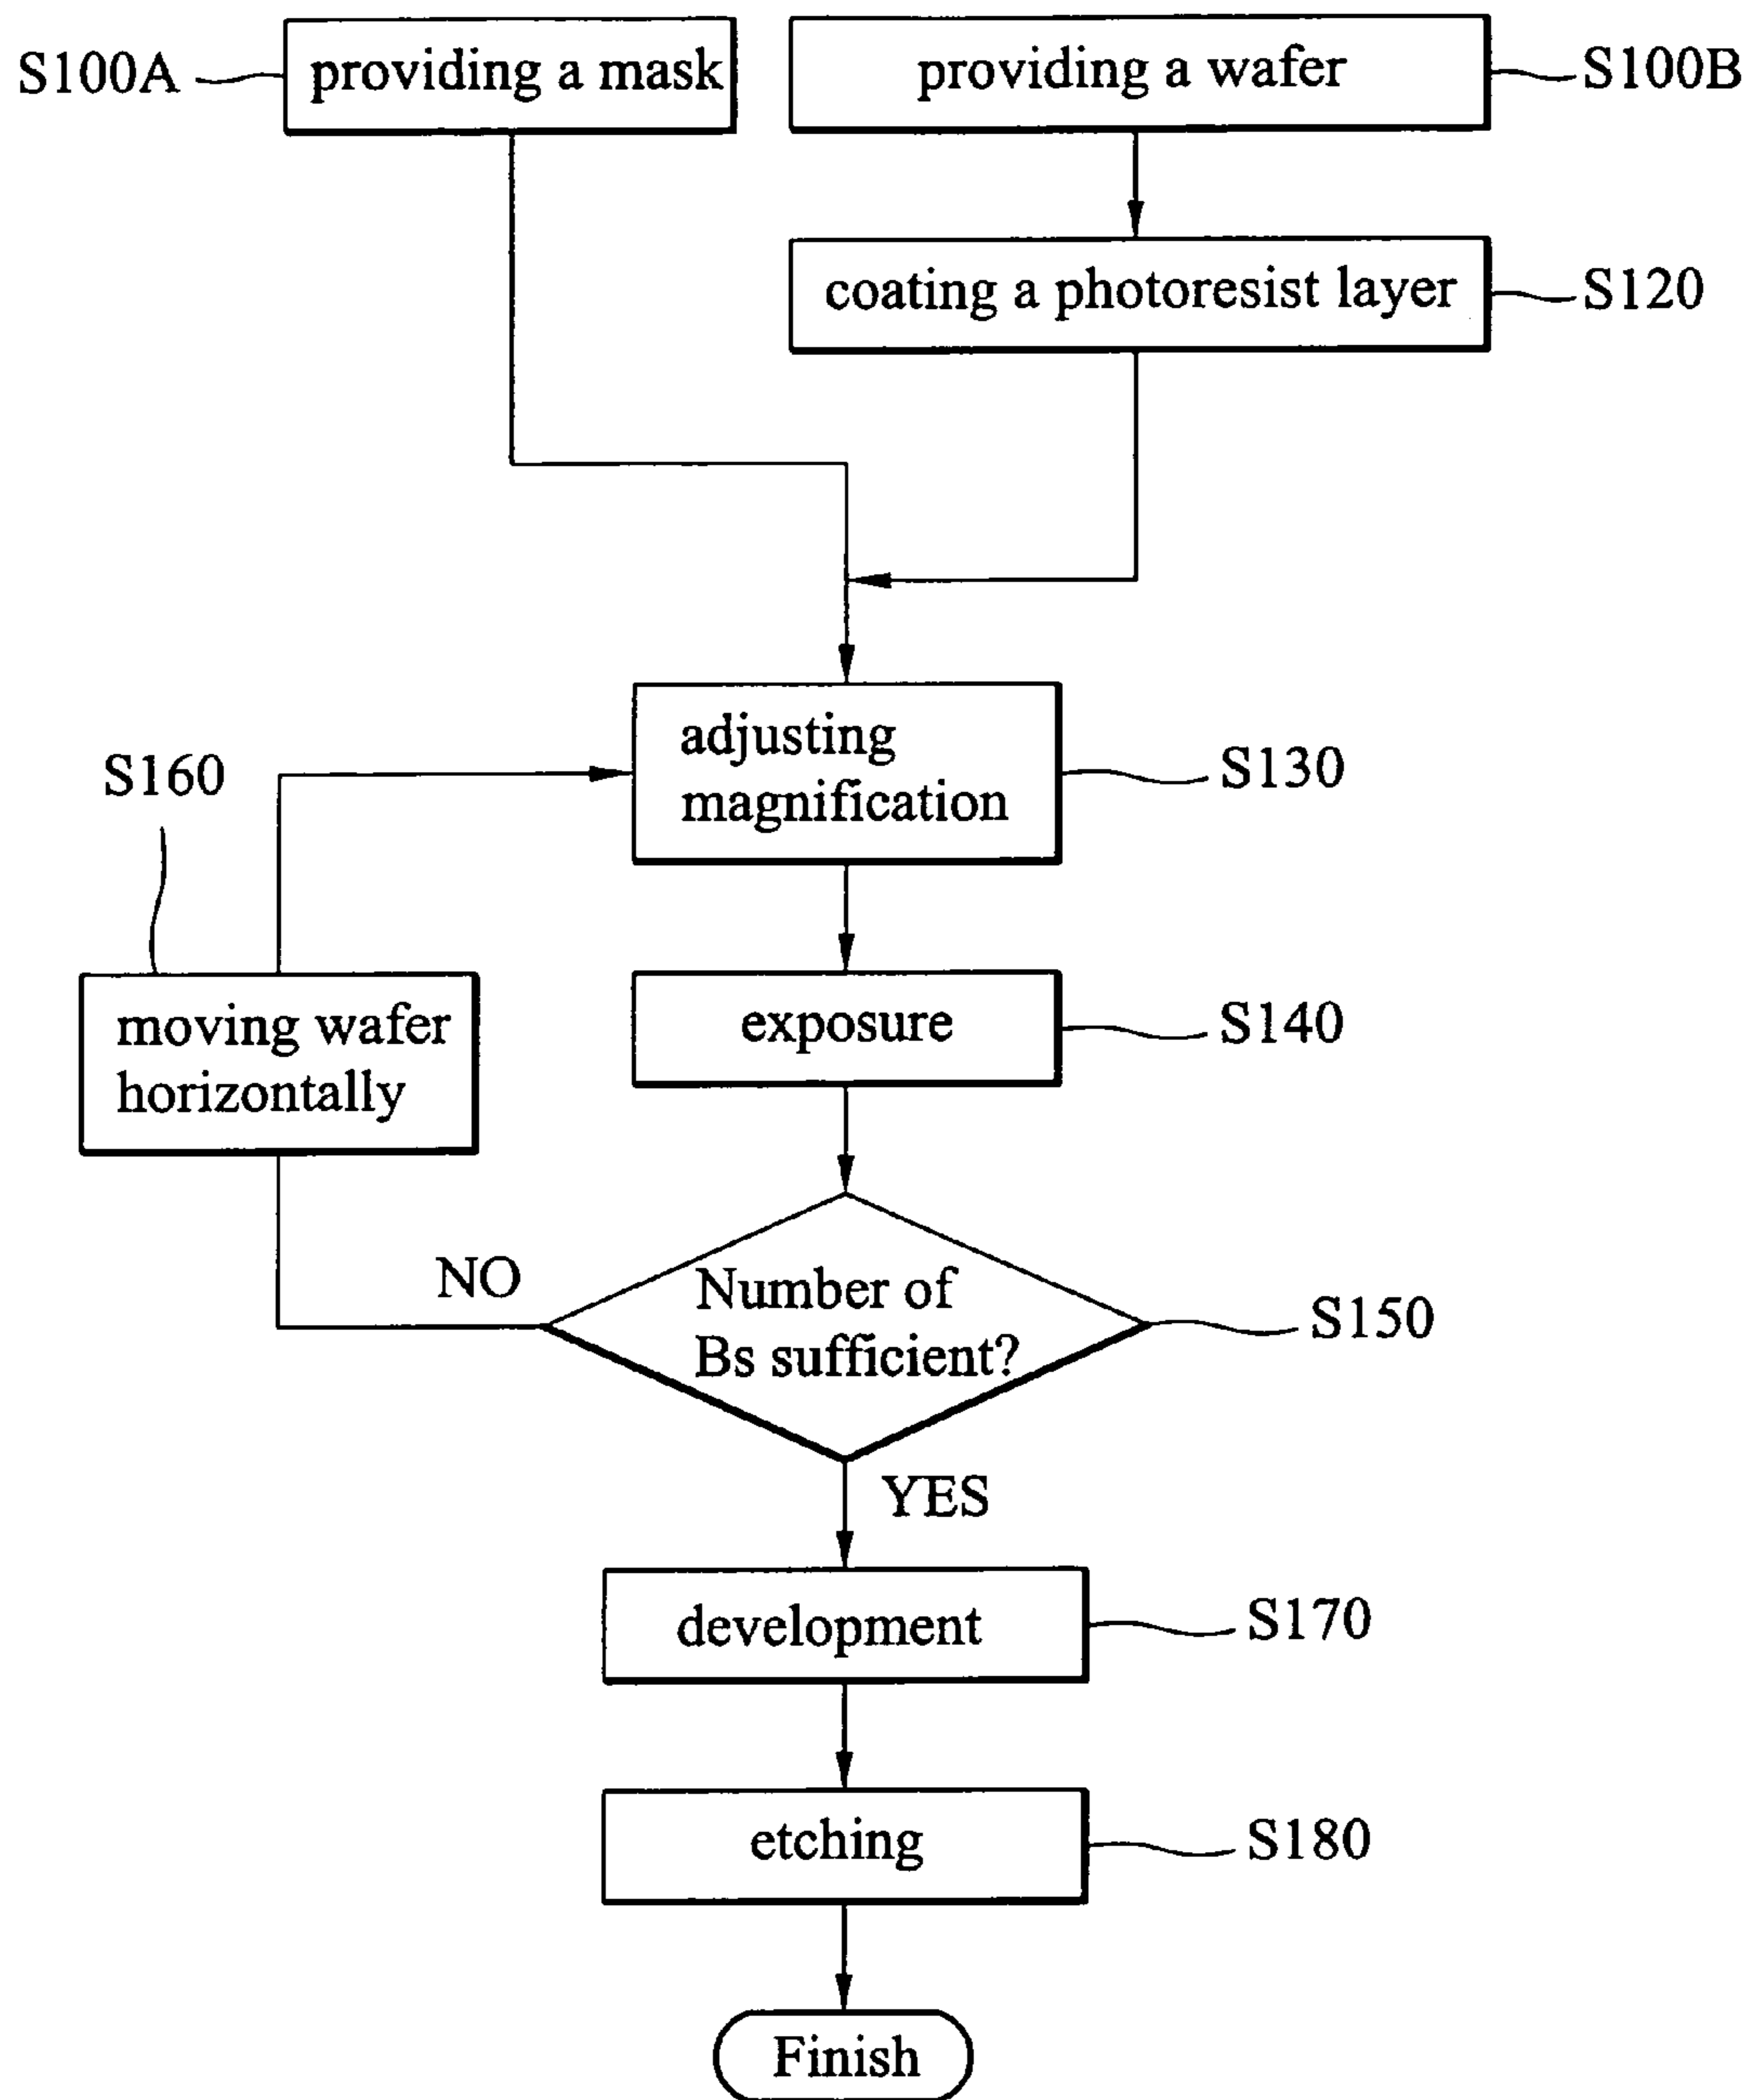 S100A
providing a mask
providing a wafer
S100B
coating a photoresist layer
S120
adjusting
magnification
S130
S160
moving wafer
horizontally
exposure
S140
NO
Number of
Bs sufficient?
S150
YES
development
S170
etching
S180
Finish